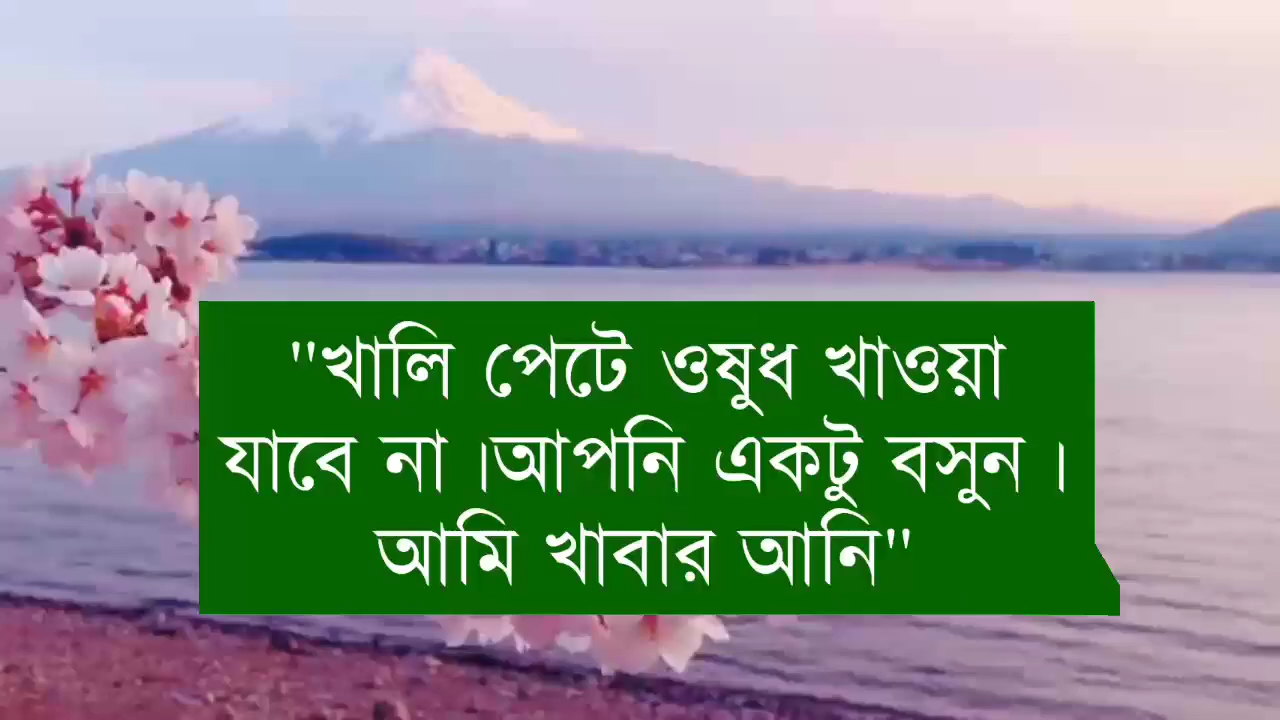 "খালি পেটে ওষুধ খাওয়া
যাবে না ।আপনি একটু বসুন ।
আমি খাবার আনি"